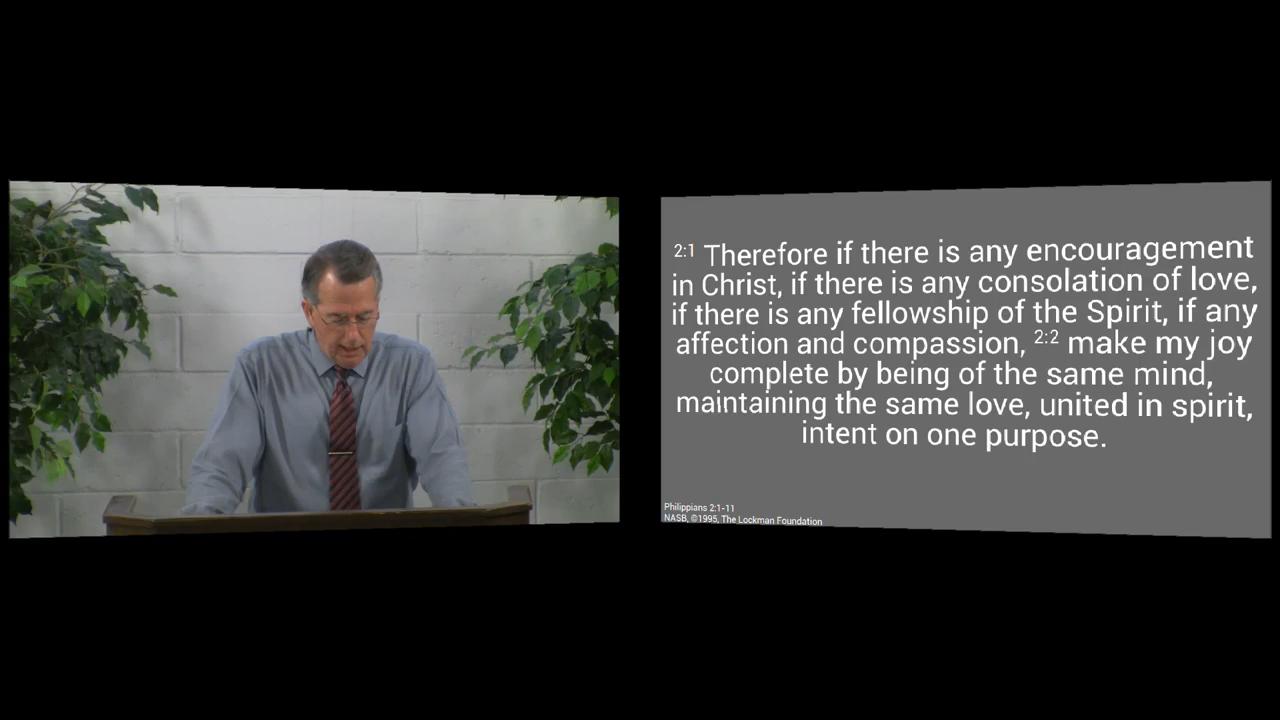 2:1 Therefore if there is any encouragement
in Christ, if there is any consolation of love,
if there is any fellowship of the Spirit, if any
affection and compassion, 2:2 make my joy
complete by being of the same mind,
maintaining the same love, united in spirit,
intent on one purpose.
Philippians 2:1-11
NASB, ©1995, The Lockman Foundation